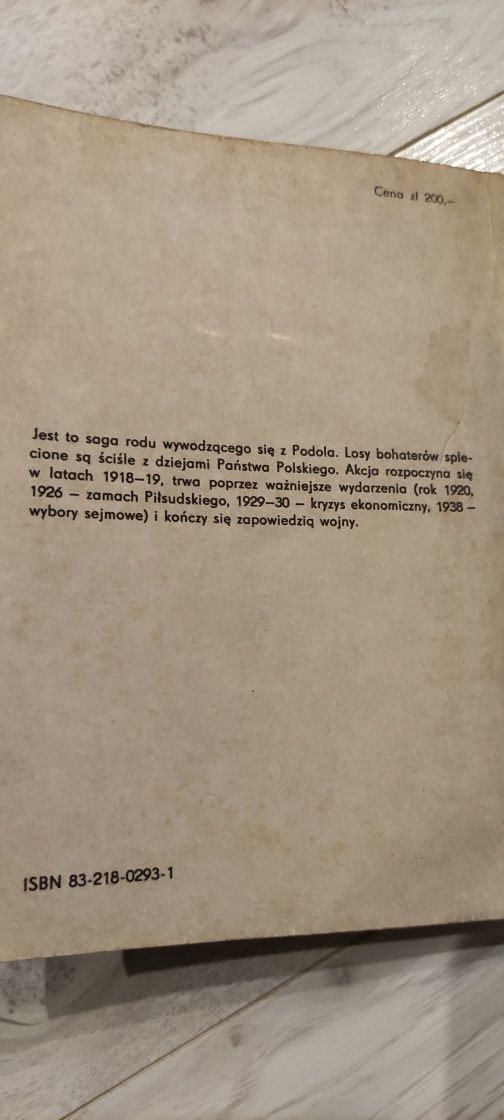 Cena zł 200,—
Jest to saga rodu wywodzącego się z Podola. Losy bohaterów sple-
cione są ściśle z dziejami Państwa Polskiego. Akcja rozpoczyna się
w latach 1918—19, trwa poprzez ważniejsze wydarzenia (rok 1920,
1926 — zamach Piłsudskiego, 1929—30 — kryzys ekonomiczny, 1938 —
wybory sejmowe) i kończy się zapowiedzią wojny.
ISBN 83-218-0293-1